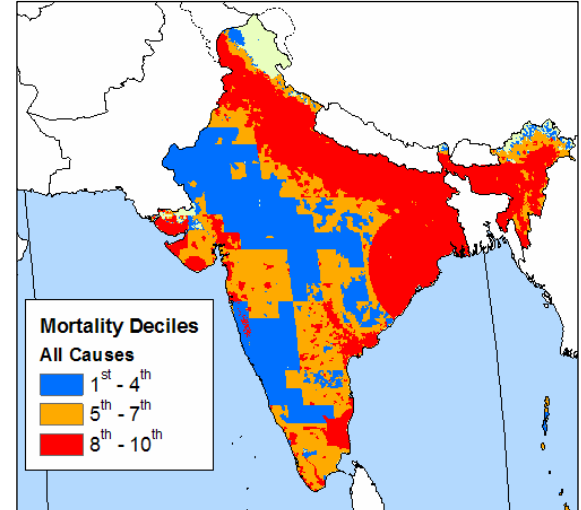 Mortality Deciles
All Causes
1st - 4th
5th - 7th
8th - 10th